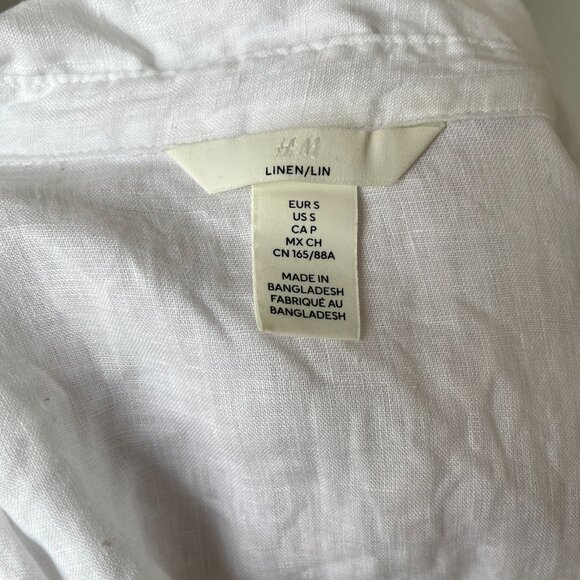 H&M
LINEN/LIN
EUR S
US S
CA P
MX CH
CN 165/88A
MADE IN
BANGLADESH
FABRIQUÉ AU
BANGLADESH